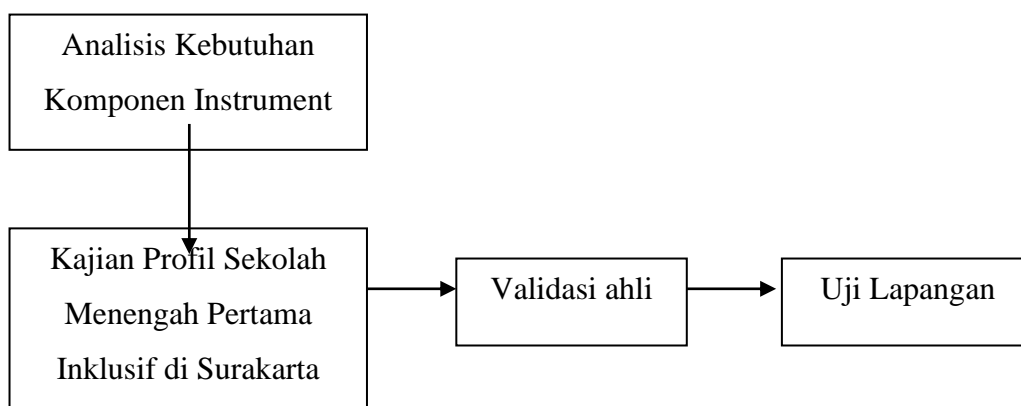 Analisis Kebutuhan
Komponen Instrument
Kajian Profil Sekolah
Menengah Pertama
Inklusif di Surakarta
Validasi ahli
Uji Lapangan